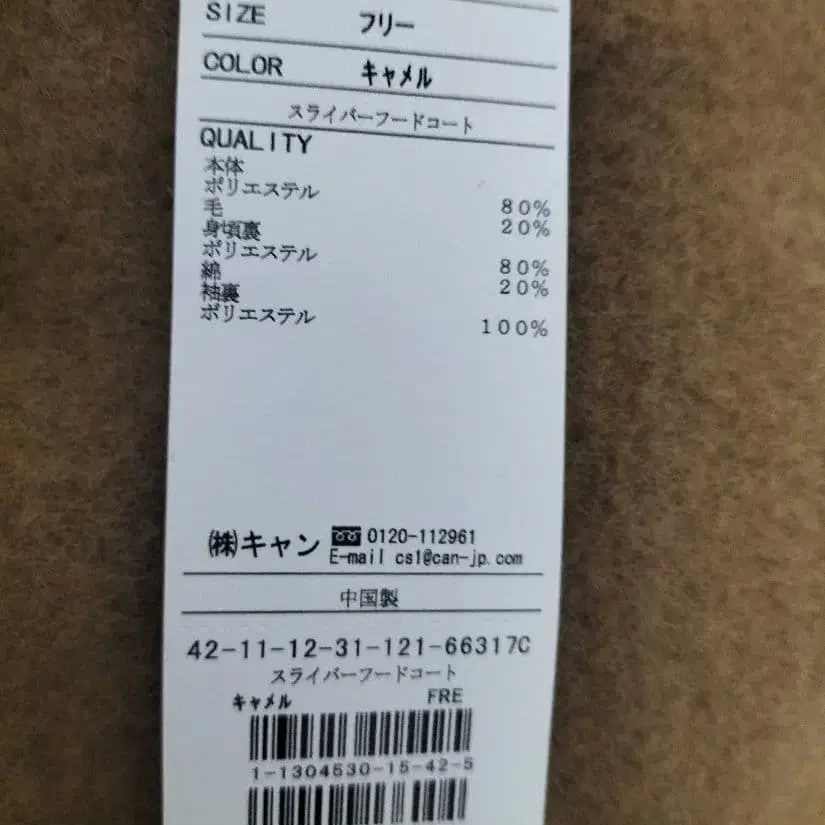 SIZE フリー
COLOR キャメル
スライバーフードコート
QUALITY
本体
ポリエステル 80%
毛 20%
身頃裏
ポリエステル 80%
綿 20%
袖裏
ポリエステル 100%
㈱キャン 0120-112961
E-mail cs1@can-jp.com
中国製
42-11-12-31-121-66317C
スライバーフードコート
キャメル FRE
1-1304530-15-42-5